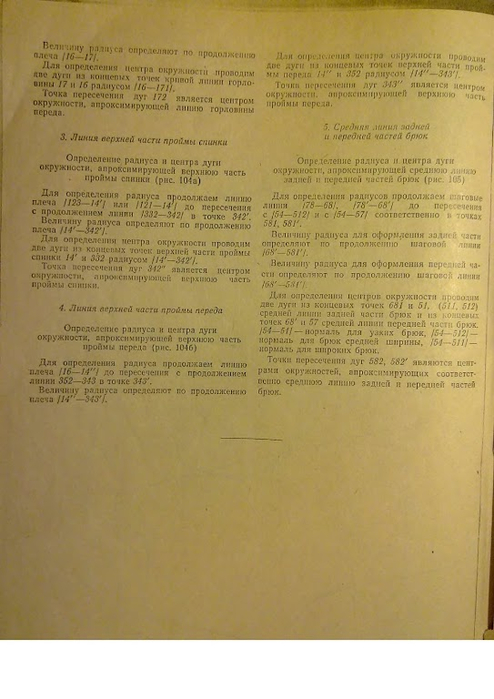 Величину радиуса определяют по продолжению
плеча [16—17].
Для определения центра окружности проводим
две дуги из концевых точек кривой линии горло-
вины 17 и 16 радиусом [16—171].
Точка пересечения дуг 172 является центром
окружности, апроксимирующей линию горловины
переда.
3. Линия верхней части проймы спинки
Определение радиуса и центра дуги
окружности, апроксимирующей верхнюю часть
проймы спинки (рис. 104а)
Для определения радиуса продолжаем линию
плеча [123—14′] или [121—14′] до пересечения
с продолжением линии [332—342] в точке 342′.
Величину радиуса определяют по продолжению
плеча [14′—342′].
Для определения центра окружности проводим
две дуги из концевых точек верхней части проймы
спинки 14′ и 332 радиусом [14′—342′].
Точка пересечения дуг 342″ является центром
окружности, апроксимирующей верхнюю часть
проймы спинки.
4. Линия верхней части проймы переда
Определение радиуса и центра дуги
окружности, апроксимирующей верхнюю часть
проймы переда (рис. 104б)
Для определения радиуса продолжаем линию
плеча [16—14″] до пересечения с продолжением
линии 352—343 в точке 343′.
Величину радиуса определяют по продолжению
плеча [14″—343′].
Для определения центра окружности проводим
две дуги из концевых точек верхней части прой-
мы переда 14″ и 352 радиусом [14″—343′].
Точка пересечения дуг 343″ является центром
окружности, апроксимирующей верхнюю часть
проймы переда.
5. Средняя линия задней
и передней частей брюк
Определение радиуса и центра дуги
окружности, апроксимирующей среднюю линию
задней и передней частей брюк (рис. 105)
Для определения радиусов продолжаем шаговые
линии [78—68], [78′—68′] до пересечения
с [54—512] и с [54—57] соответственно в точках
581, 581′.
Величину радиуса для оформления задней части
определяют по продолжению шаговой линии
[68′—581′].
Величину радиуса для оформления передней ча-
сти определяют по продолжению шаговой линии
[68′—581′].
Для определения центров окружности проводим
две дуги из концевых точек 681 и 51, (511, 512)
средней линии задней части брюк и из концевых
точек 68′ и 57 средней линии передней части брюк.
[54—51]—нормаль для узких брюк, [54—512]—
нормаль для брюк средней ширины, [54—511]—
нормаль для широких брюк.
Точки пересечения дуг 582, 582′ являются цент-
рами окружностей, апроксимирующих соответст-
венно среднюю линию задней и передней частей
брюк.